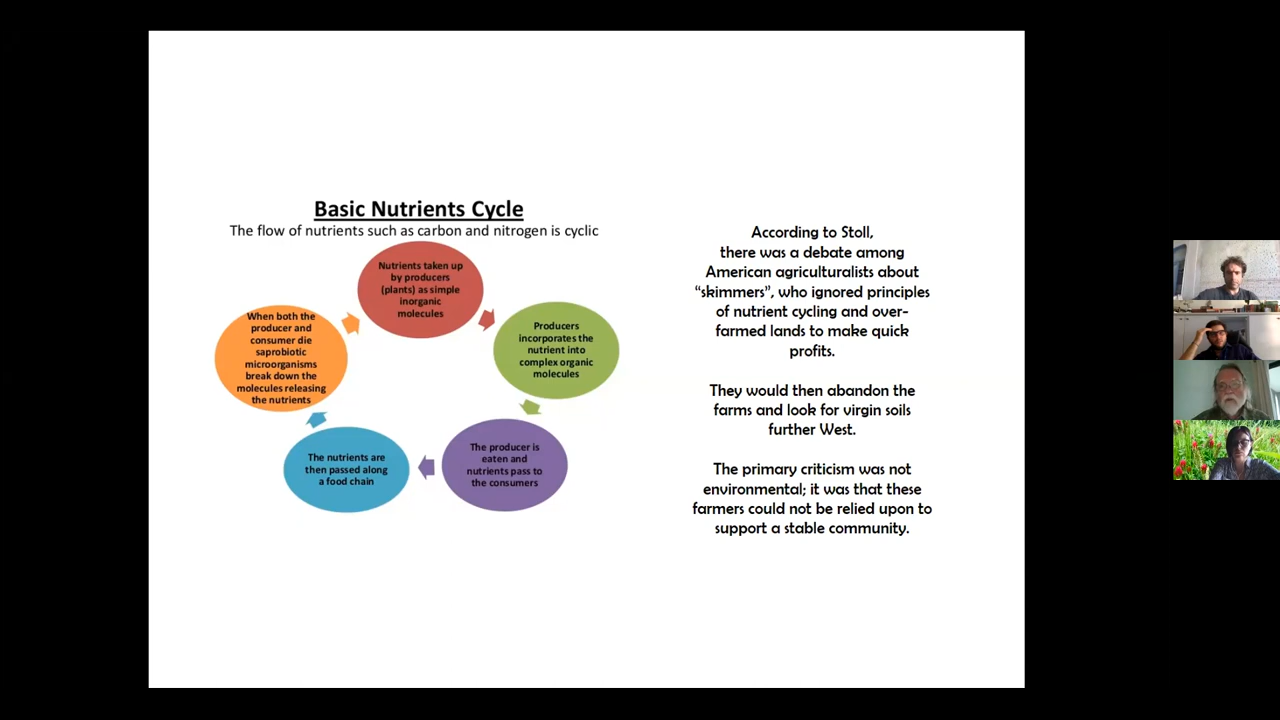 Basic Nutrients Cycle
The flow of nutrients such as carbon and nitrogen is cyclic
Nutrients taken up
by producers
(plants) as simple
inorganic
molecules
Producers
incorporates the
nutrient into
complex organic
molecules
The producer is
eaten and
nutrients pass to
the consumers
The nutrients are
then passed along
a food chain
When both the
producer and
consumer die
saprobiotic
microorganisms
break down the
molecules releasing
the nutrients
According to Stoll,
there was a debate among
American agriculturalists about
“skimmers”, who ignored principles
of nutrient cycling and over-
farmed lands to make quick
profits.
They would then abandon the
farms and look for virgin soils
further West.
The primary criticism was not
environmental; it was that these
farmers could not be relied upon to
support a stable community.